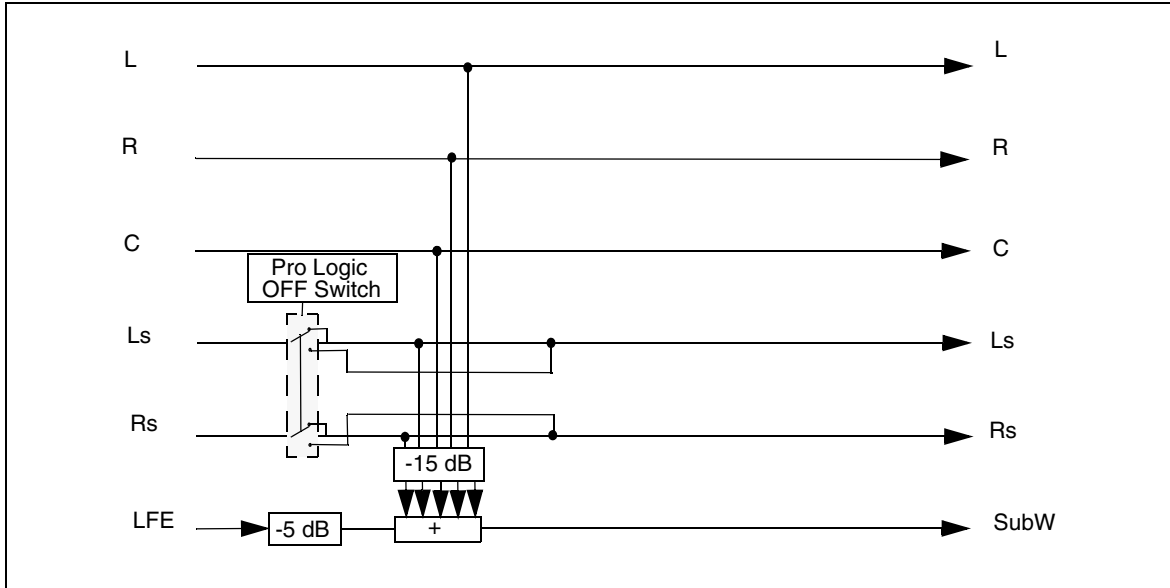 L
L
R
R
C
C
Pro Logic
OFF Switch
Ls
Ls
Rs
Rs
-15 dB
LFE
-5 dB
+
SubW